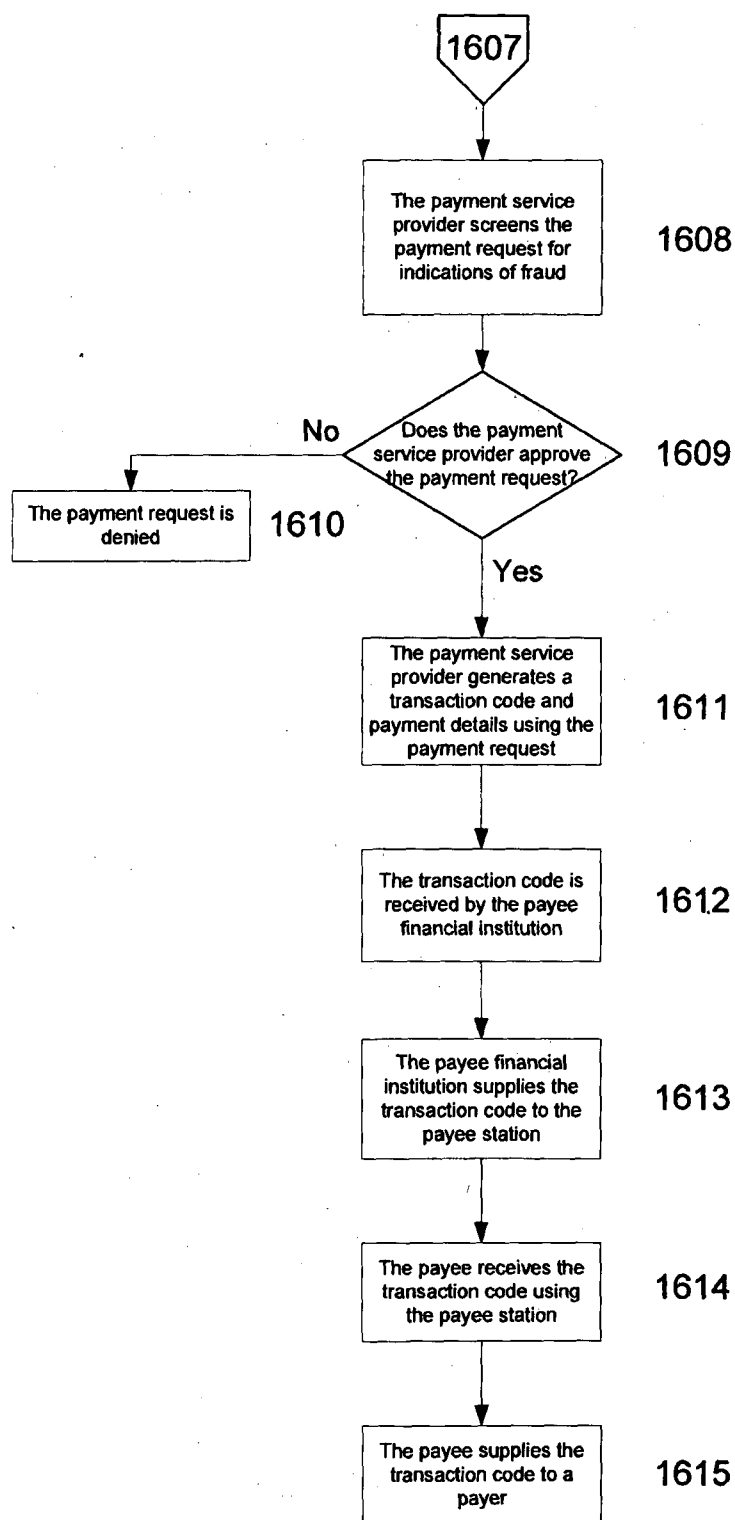 1607
The payment service
provider screens the
payment request for
indications of fraud
1608
No
Does the payment
service provider approve
the payment request?
1609
The payment request is
denied
1610
Yes
The payment service
provider generates a
transaction code and
payment details using the
payment request
1611
The transaction code is
received by the payee
financial institution
1612
The payee financial
institution supplies the
transaction code to the
payee station
1613
The payee receives the
transaction code using
the payee station
1614
The payee supplies the
transaction code to a
payer
1615